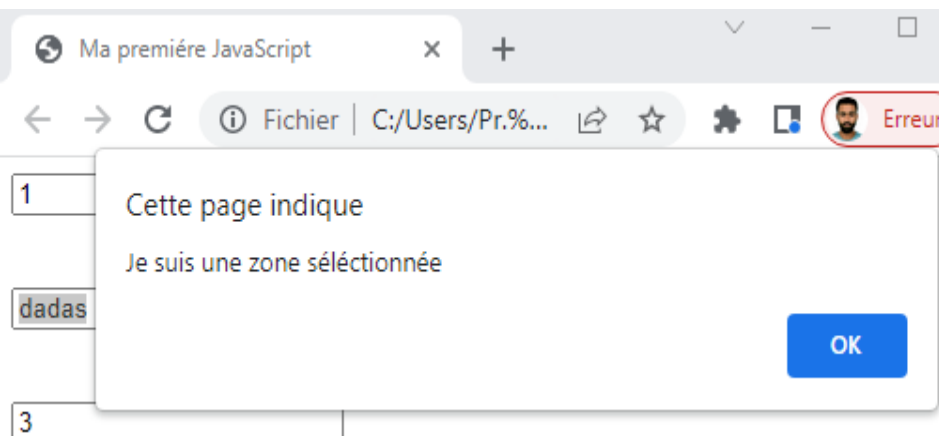 Ma premiére JavaScript
Fichier | C:/Users/Pr.%... Erreur
1
Cette page indique
Je suis une zone séléctionnée
dadas
OK
3